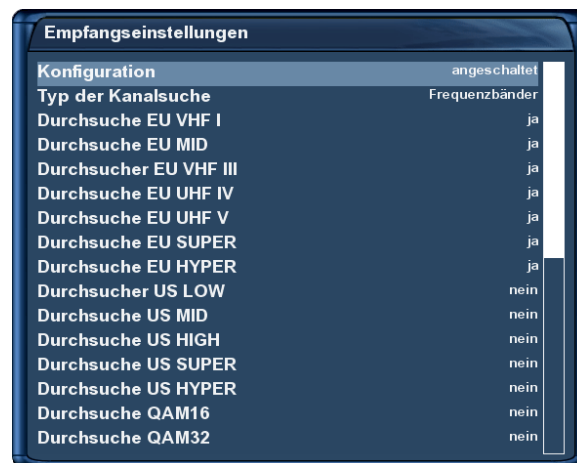 Empfangseinstellungen
Konfiguration angeschaltet
Typ der Kanalsuche Frequenzbänder
Durchsuche EU VHF I ja
Durchsuche EU MID ja
Durchsucher EU VHF III ja
Durchsuche EU UHF IV ja
Durchsuche EU UHF V ja
Durchsuche EU SUPER ja
Durchsuche EU HYPER ja
Durchsucher US LOW nein
Durchsuche US MID nein
Durchsuche US HIGH nein
Durchsuche US SUPER nein
Durchsuche US HYPER nein
Durchsuche QAM16 nein
Durchsuche QAM32 nein